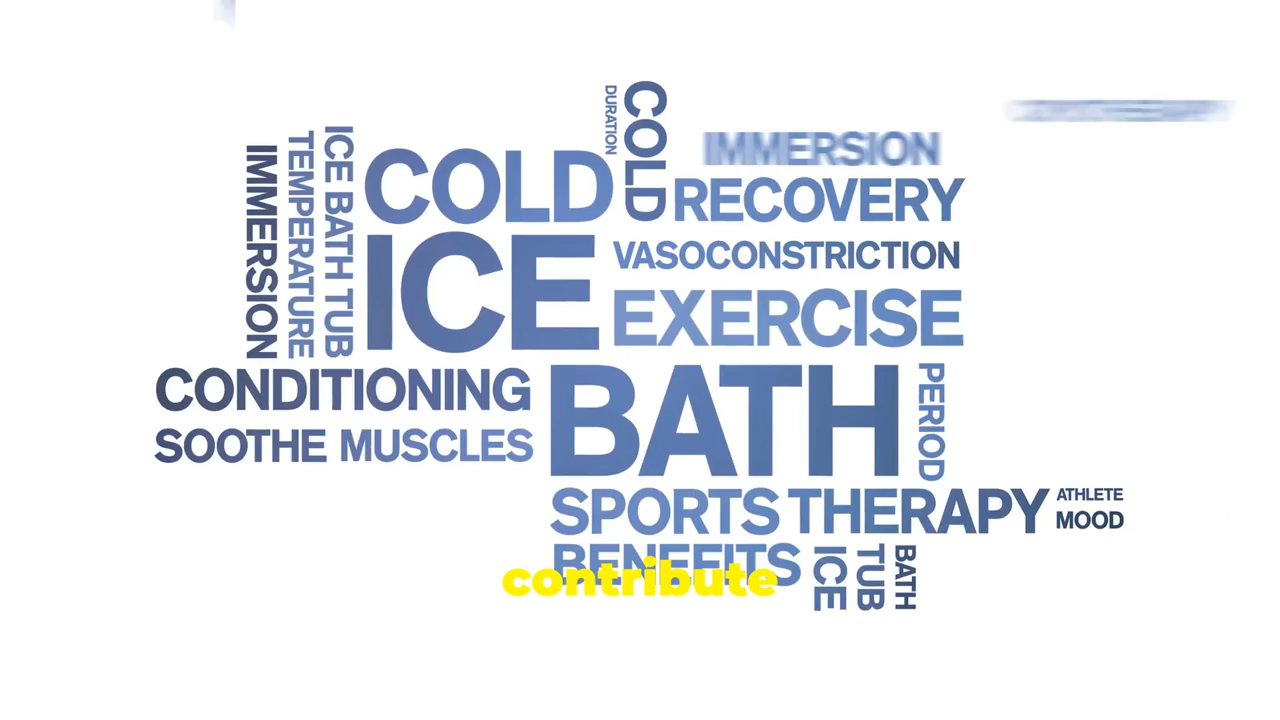 DURATION
COLD
IMMERSION
ICE BATH TUB
TEMPERATURE
IMMERSION
COLD
RECOVERY
VASOCONSTRICTION
ICE
EXERCISE
CONDITIONING
BATH
PERIOD
SOOTHE MUSCLES
SPORTS THERAPY
ATHLETE
MOOD
BENEFITS
ICE
TUB
BATH
contribute